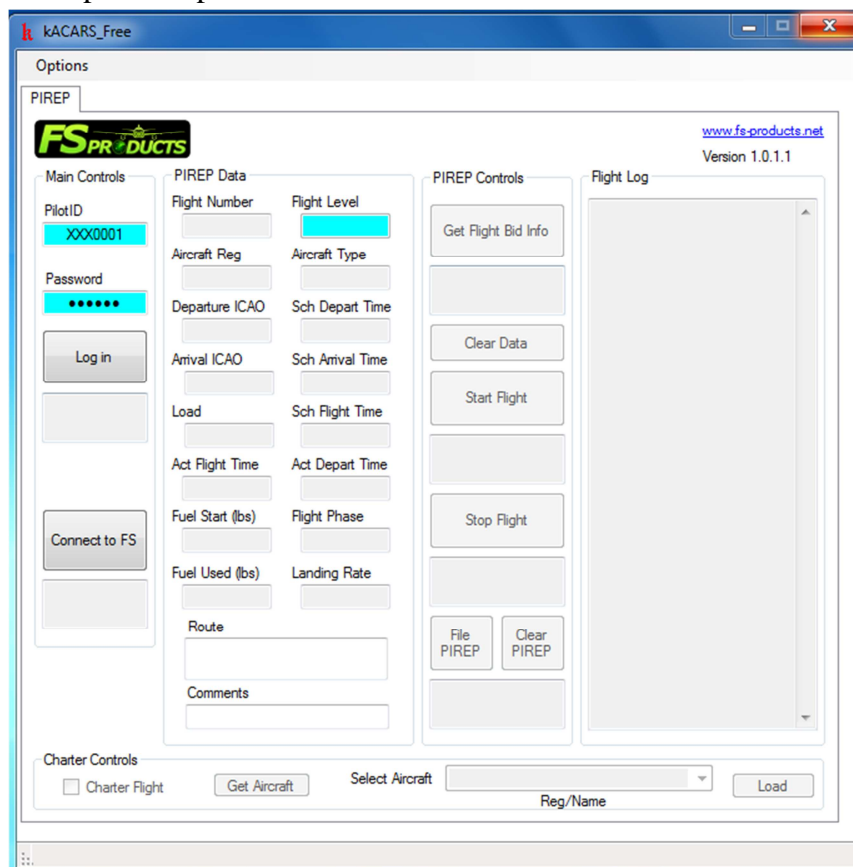 kACARS_Free
Options
PIREP
FS PRODUCTS
www.fs-products.net
Version 1.0.1.1
Main Controls
PilotID
XXX0001
Password
••••••
Log in
Connect to FS
PIREP Data
Flight Number Flight Level
Aircraft Reg Aircraft Type
Departure ICAO Sch Depart Time
Arrival ICAO Sch Arrival Time
Load Sch Flight Time
Act Flight Time Act Depart Time
Fuel Start (lbs) Flight Phase
Fuel Used (lbs) Landing Rate
Route
Comments
PIREP Controls
Get Flight Bid Info
Clear Data
Start Flight
Stop Flight
File PIREP
Clear PIREP
Flight Log
Charter Controls
Charter Flight Get Aircraft Select Aircraft Load
Reg/Name